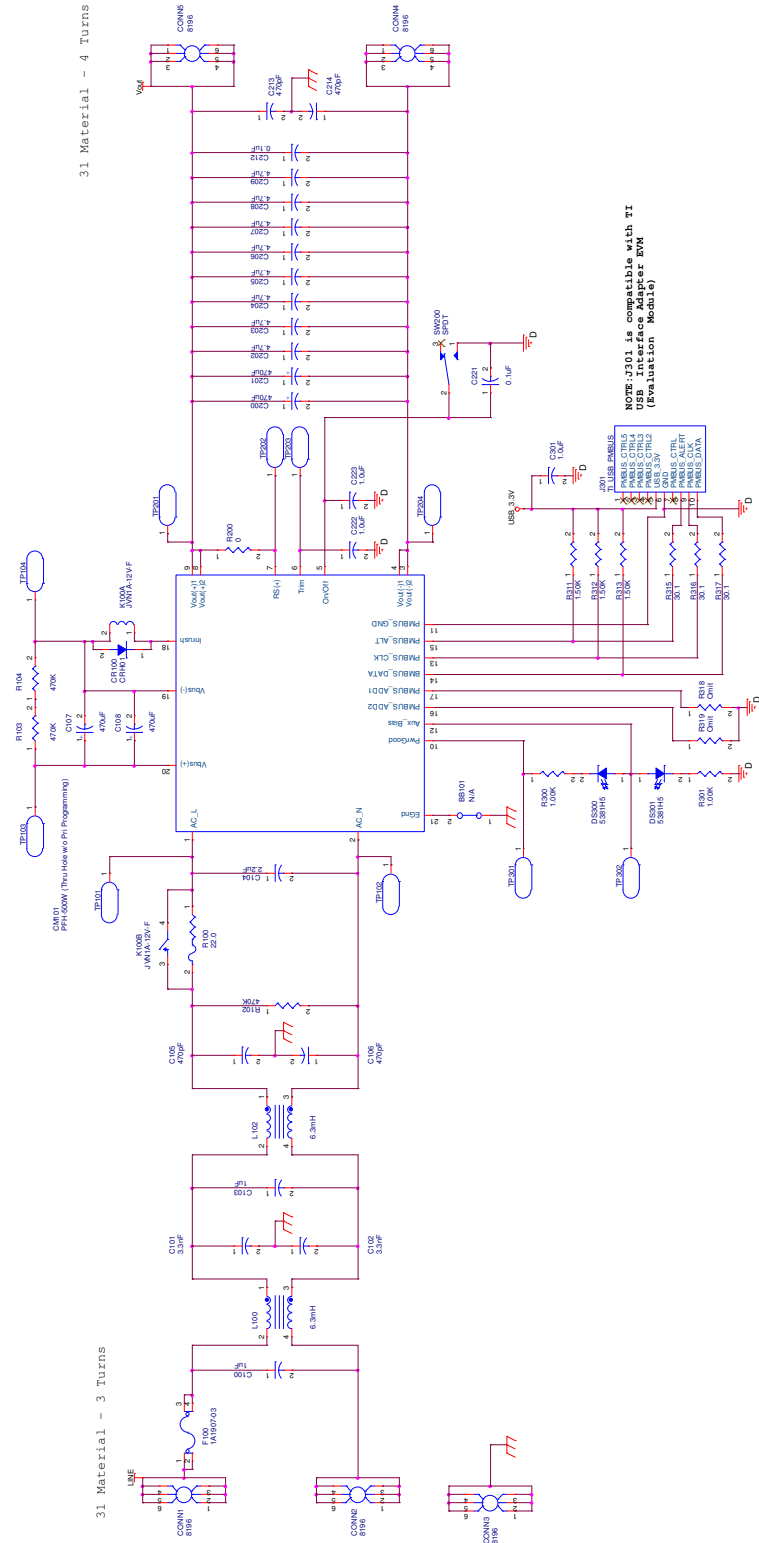 31 Material - 3 Turns
31 Material - 4 Turns
CONN1
8196
LINE
CONN2
8196
CONN3
8196
F100
1A1907-03
C100
1uF
L100
6.3mH
C101
3.3nF
C102
3.3nF
C103
1uF
L102
6.3mH
C105
470pF
C106
470pF
R102
470K
K100B
JVN1A-12V-F
R100
22.0
C104
2.2uF
TP101
TP102
CM101
PFH-500W (Thru Hole w/o Pri Programming)
TP103
TP104
R103
470K
R104
470K
C107
470uF
C108
470uF
CR100
CRH01
K100A
JVN1A-12V-F
AC_L
AC_N
Vbus(+)
Vbus(-)
Inrush
Vout(+)1
Vout(+)2
RS(+)
Trim
On/Off
Vout(-)1
Vout(-)2
EGnd
PwrGood
Aux_Bias
PMBUS_ADD2
PMBUS_ADD1
BMBUS_DATA
PMBUS_CLK
PMBUS_ALT
PMBUS_GND
BB101
N/A
TP301
TP302
R300
1.00K
DS300
5381H5
DS301
5381H5
R301
1.00K
R319
Omit
R318
Omit
TP201
TP202
TP203
TP204
R200
0
C222
1.0uF
C223
1.0uF
C200
470uF
C201
470uF
C202
4.7uF
C203
4.7uF
C204
4.7uF
C205
4.7uF
C206
4.7uF
C207
4.7uF
C208
4.7uF
C209
4.7uF
C212
0.1uF
C213
470pF
C214
470pF
Vout
CONN5
8196
CONN4
8196
SW200
SPDT
C221
0.1uF
USB_3.3V
C301
1.0uF
R311
1.50K
R312
1.50K
R313
1.50K
R315
30.1
R316
30.1
R317
30.1
J301
TI_USB_PMBUS
PMBUS_CTRL5
PMBUS_CTRL4
PMBUS_CTRL3
PMBUS_CTRL2
USB_3.3V
GND
PMBUS_CTRL
PMBUS_ALERT
PMBUS_CLK
PMBUS_DATA
NOTE:J301 is compatible with TI
USB Interface Adapter EVM
(Evaluation Module)